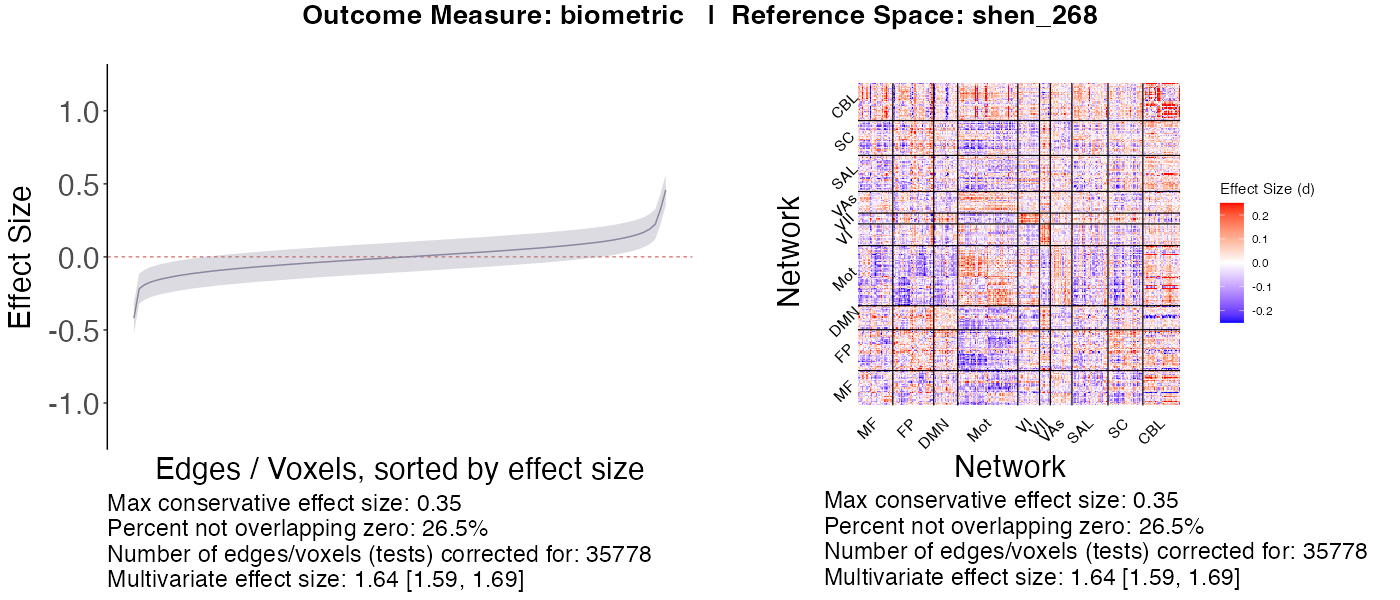 Outcome Measure: biometric | Reference Space: shen_268
Effect Size
1.0
0.5
0.0
-0.5
-1.0
Edges / Voxels, sorted by effect size
Max conservative effect size: 0.35
Percent not overlapping zero: 26.5%
Number of edges/voxels (tests) corrected for: 35778
Multivariate effect size: 1.64 [1.59, 1.69]
Network
CBL
SC
SAL
VAs
VII
VI
Mot
DMN
FP
MF
MF
FP
DMN
Mot
VI
VII
VAs
SAL
SC
CBL
Network
Effect Size (d)
0.2
0.1
0.0
-0.1
-0.2
Max conservative effect size: 0.35
Percent not overlapping zero: 26.5%
Number of edges/voxels (tests) corrected for: 35778
Multivariate effect size: 1.64 [1.59, 1.69]